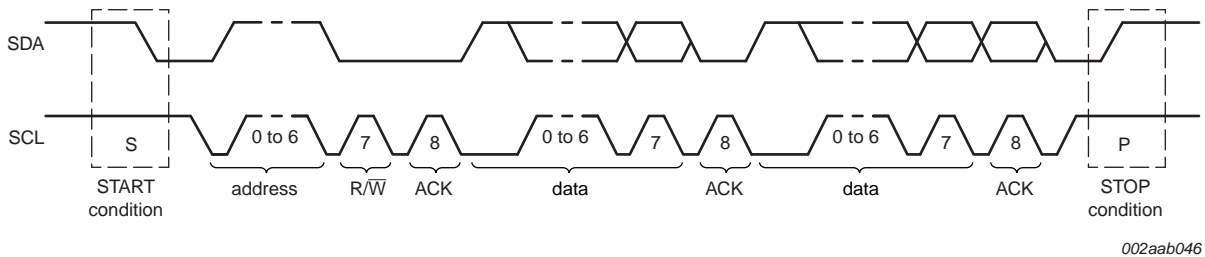 SDA
SCL
S
0 to 6
7
8
0 to 6
7
8
0 to 6
7
8
P
START
condition
address
R/W̅
ACK
data
ACK
data
ACK
STOP
condition
002aab046